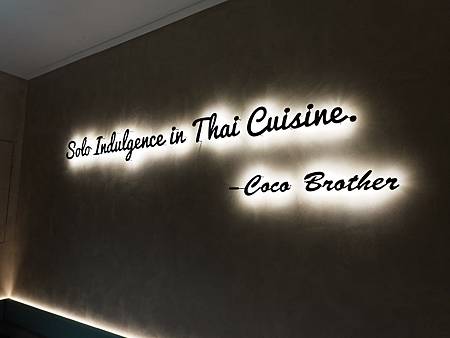 Solo Indulgence in Thai Cuisine.
–Coco Brother